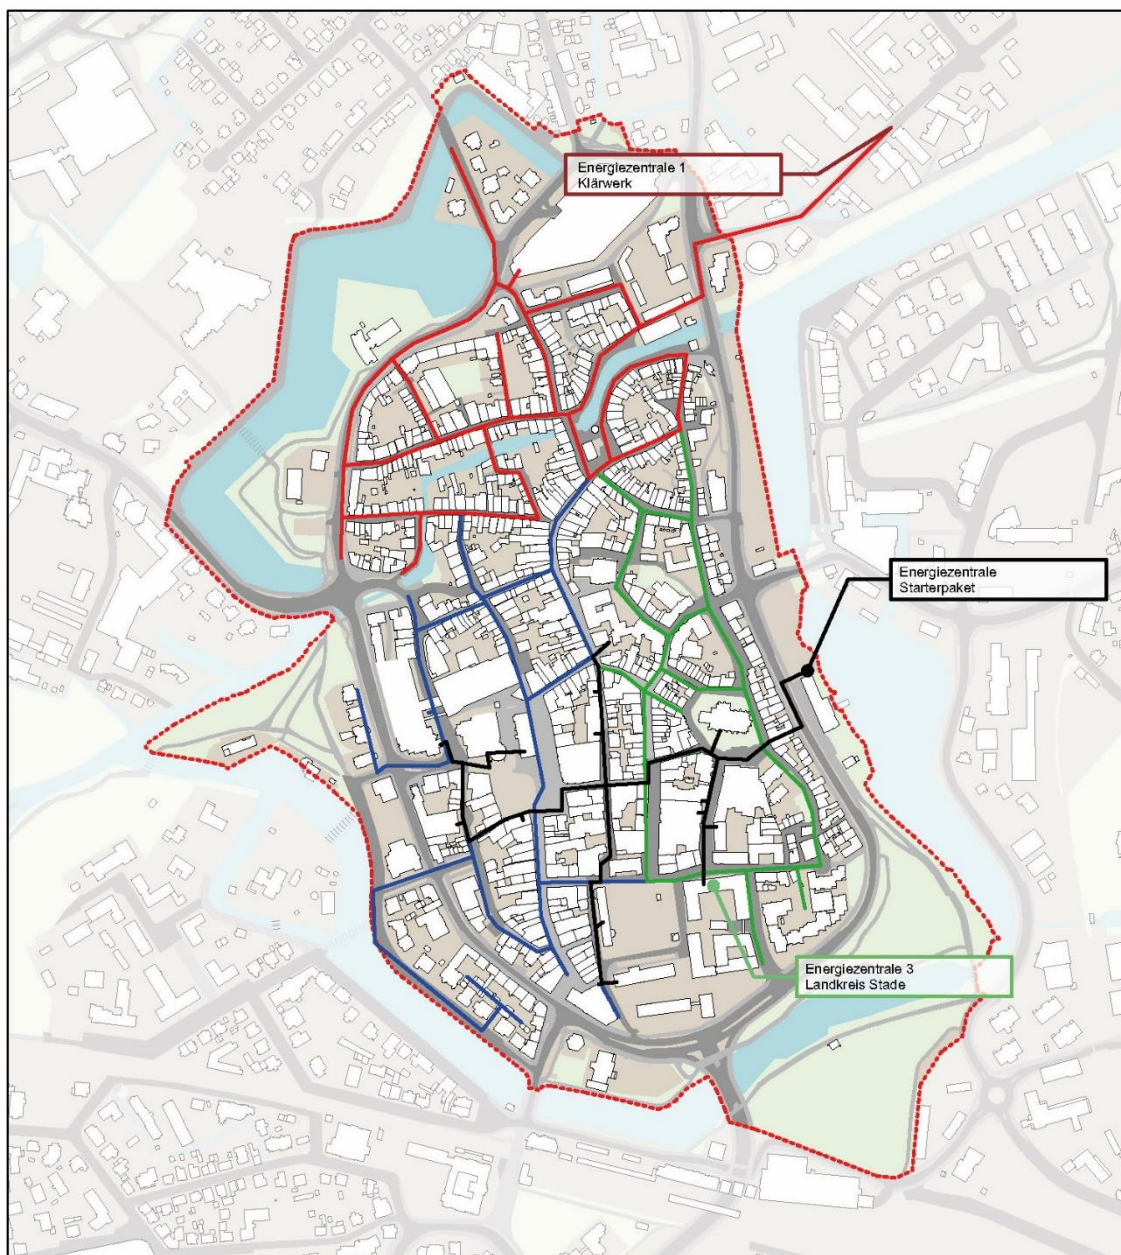 Energiezentrale 1
Klärwerk
Energiezentrale
Starterpaket
Energiezentrale 3
Landkreis Stade